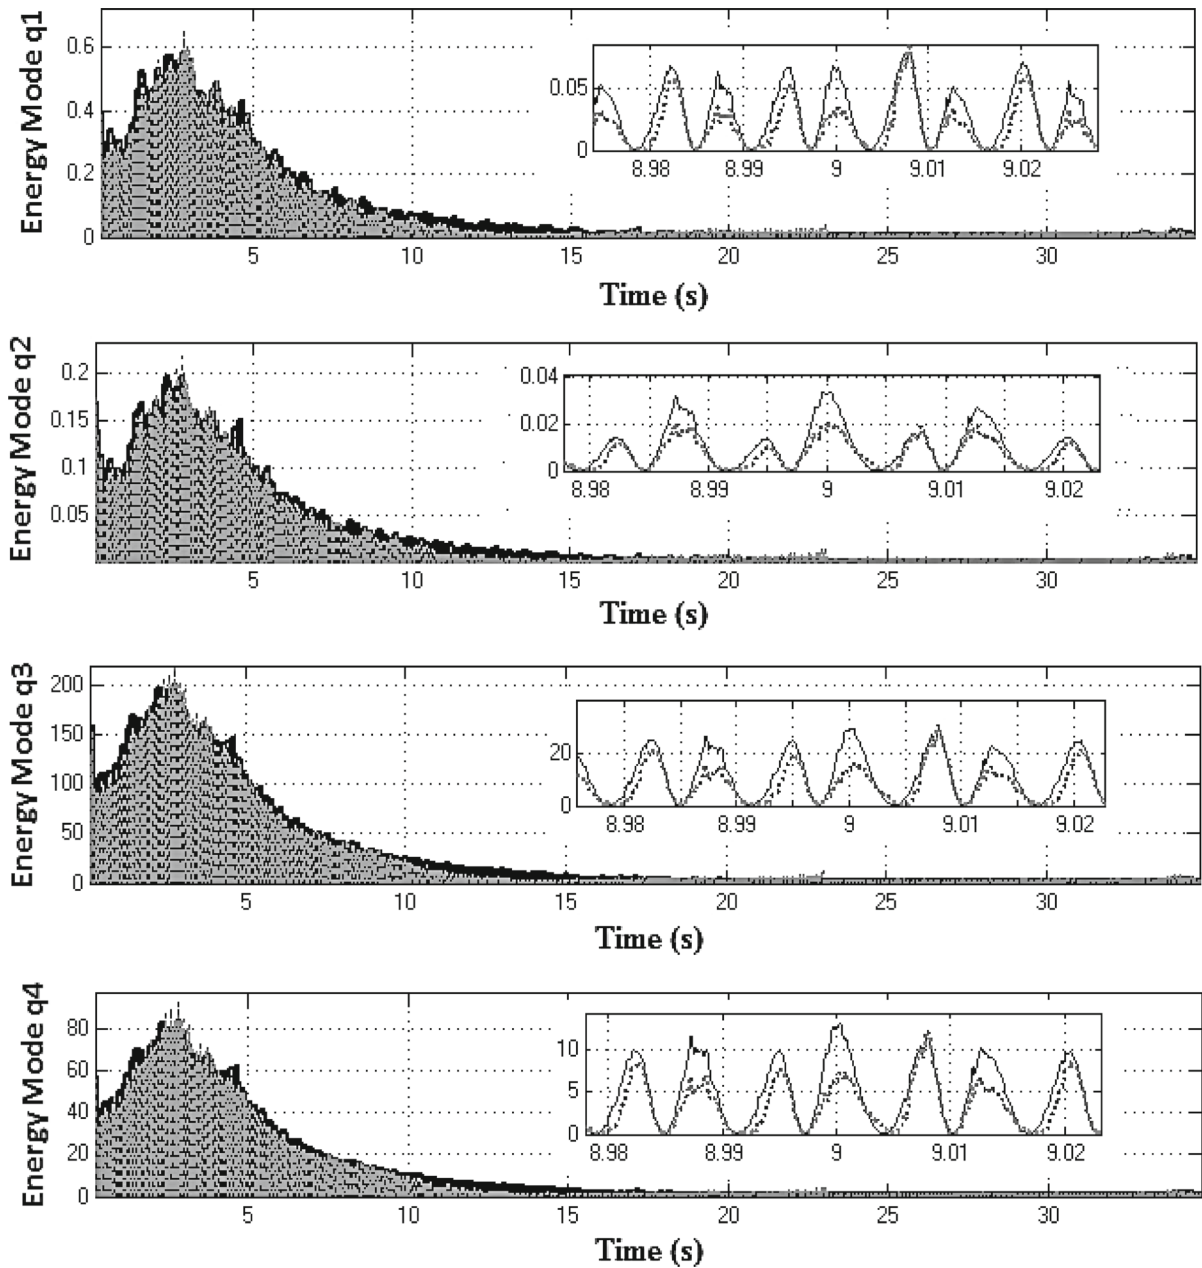 Energy Mode q1
0.6
0.4
0.2
0
0.05
0
8.98 8.99 9 9.01 9.02
5 10 15 20 25 30
Time (s)
Energy Mode q2
0.2
0.15
0.1
0.05
0.04
0.02
0
8.98 8.99 9 9.01 9.02
5 10 15 20 25 30
Time (s)
Energy Mode q3
200
150
100
50
0
20
0
8.98 8.99 9 9.01 9.02
5 10 15 20 25 30
Time (s)
Energy Mode q4
80
60
40
20
0
10
5
0
8.98 8.99 9 9.01 9.02
5 10 15 20 25 30
Time (s)